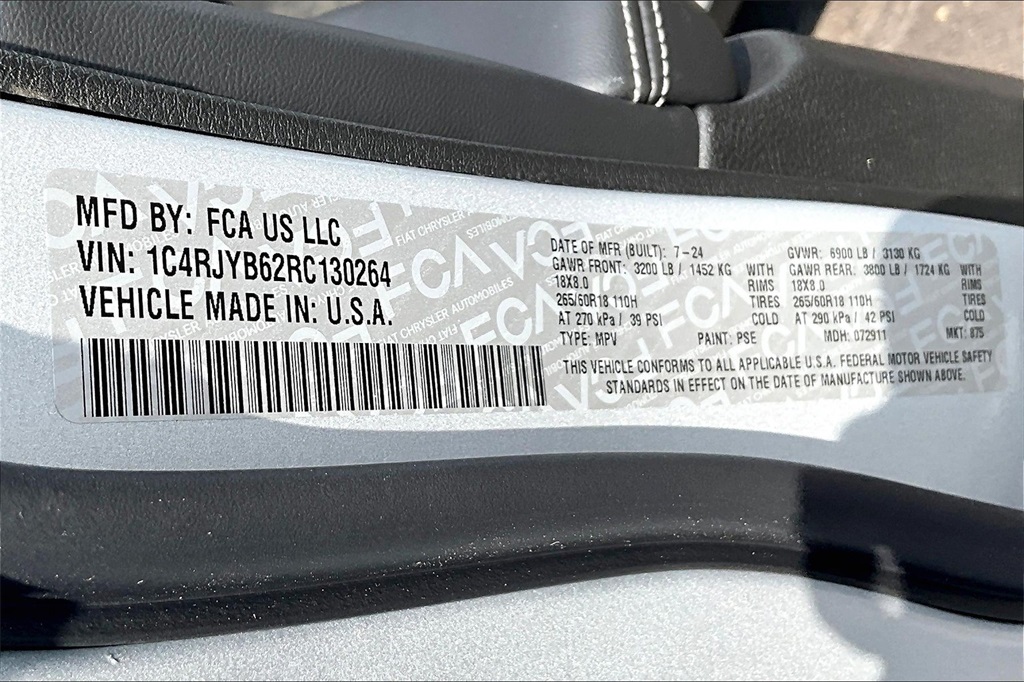 MFD BY: FCA US LLC
VIN: 1C4RJYB62RC130264
VEHICLE MADE IN: U.S.A.
DATE OF MFR (BUILT): 7-24 GVWR: 6900 LB / 3130 KG
GAWR FRONT: 3200 LB / 1452 KG WITH GAWR REAR: 3800 LB / 1724 KG WITH
18X8.0 RIMS 18X8.0 RIMS
265/60R18 110H TIRES 265/60R18 110H TIRES
AT 270 kPa / 39 PSI COLD AT 290 kPa / 42 PSI COLD
TYPE: MPV PAINT: PSE MDH: 072911 MKT: 875
THIS VEHICLE CONFORMS TO ALL APPLICABLE U.S.A. FEDERAL MOTOR VEHICLE SAFETY
STANDARDS IN EFFECT ON THE DATE OF MANUFACTURE SHOWN ABOVE.
FCA
FIAT CHRYSLER AUTOMOBILES